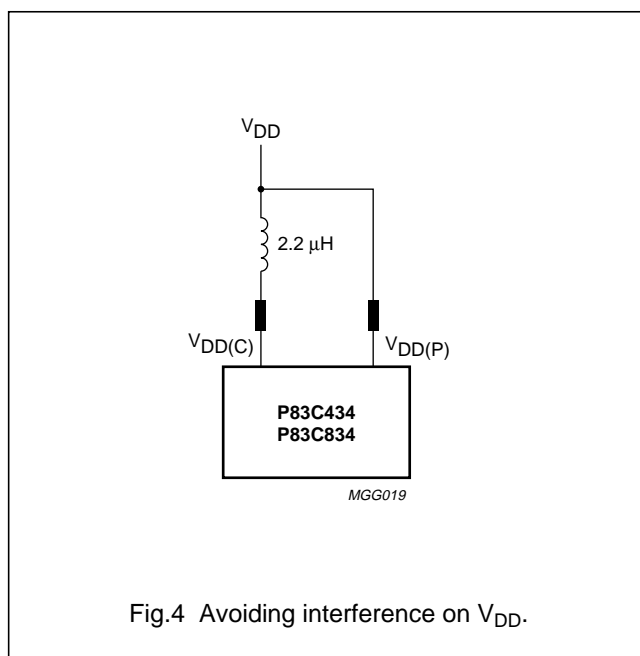 VDD
2.2 μH
VDD(C)
VDD(P)
P83C434
P83C834
MGG019
Fig.4 Avoiding interference on VDD.